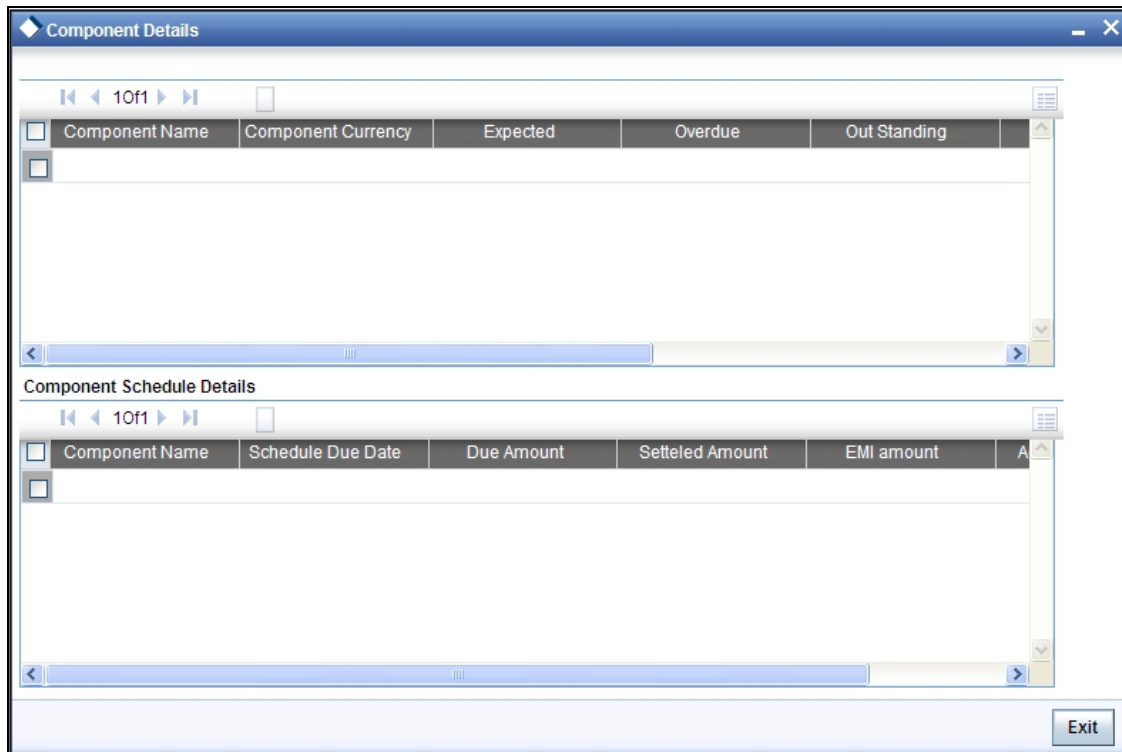 Component Details
1Of1
Component Name Component Currency Expected Overdue Out Standing
Component Schedule Details
1Of1
Component Name Schedule Due Date Due Amount Setteled Amount EMI amount A
Exit